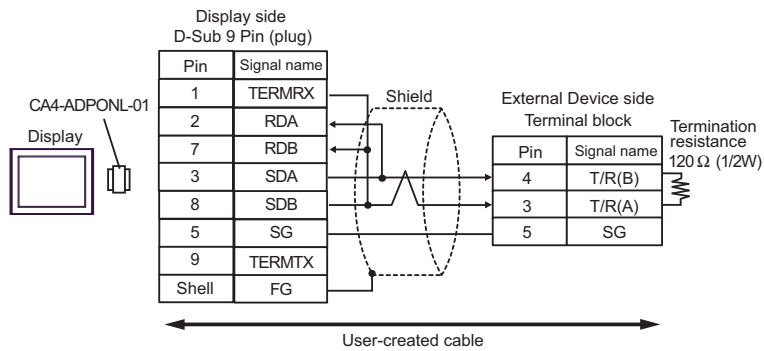 Display side
D-Sub 9 Pin (plug)
Pin Signal name
1 TERMRX
2 RDA
7 RDB
3 SDA
8 SDB
5 SG
9 TERMTX
Shell FG
CA4-ADPONL-01
Display
Shield
External Device side
Terminal block
Pin Signal name
4 T/R(B)
3 T/R(A)
5 SG
Termination
resistance
120 Ω (1/2W)
User-created cable